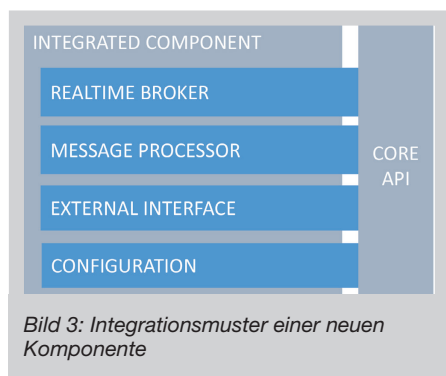 INTEGRATED COMPONENT
REALTIME BROKER
MESSAGE PROCESSOR
EXTERNAL INTERFACE
CONFIGURATION
CORE
API
Bild 3: Integrationsmuster einer neuen
Komponente